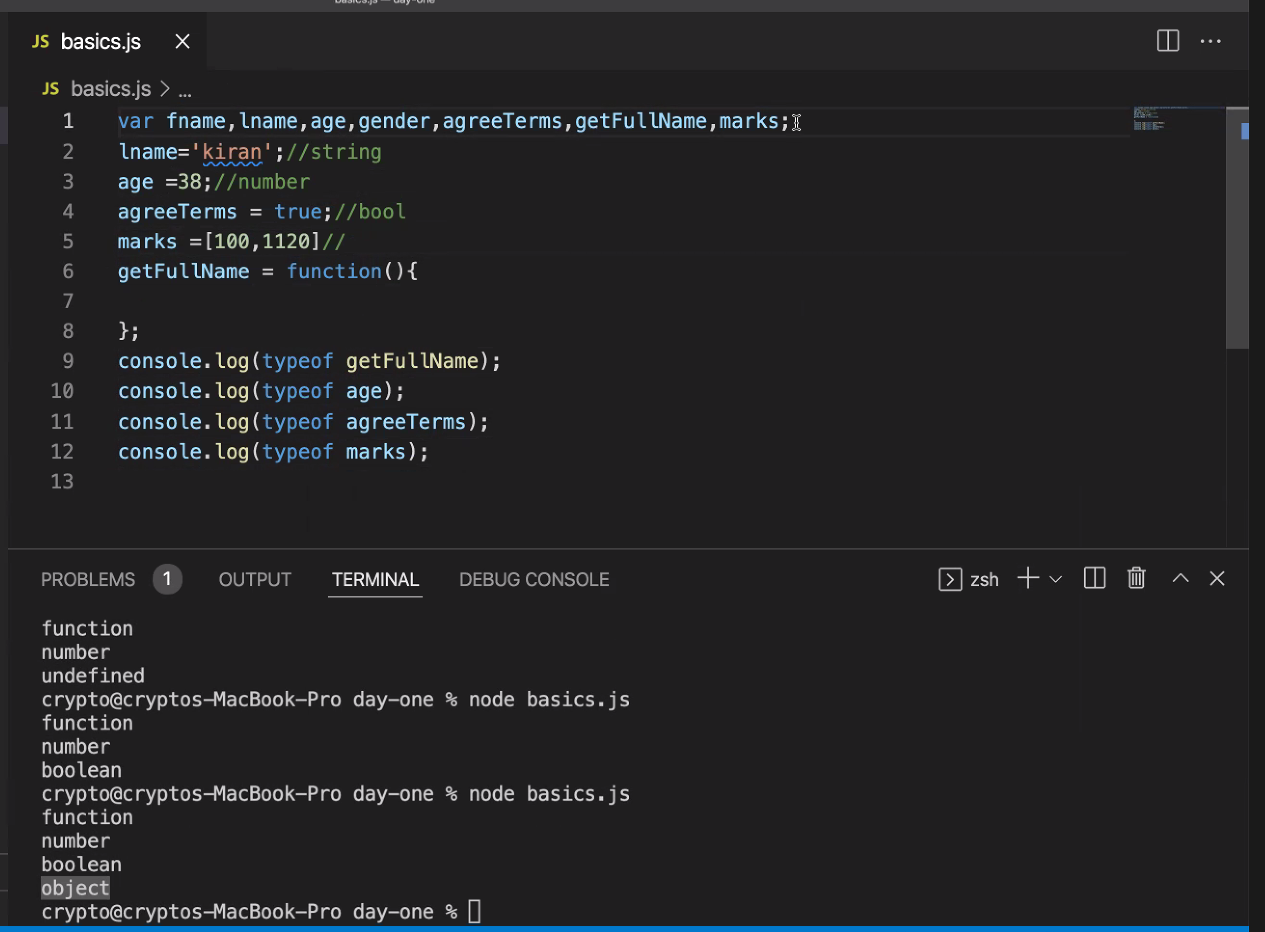 basics.js — day-one
JS basics.js
JS basics.js > ...
1 var fname,lname,age,gender,agreeTerms,getFullName,marks;
2 lname='kiran';//string
3 age =38;//number
4 agreeTerms = true;//bool
5 marks =[100,1120]//
6 getFullName = function(){
7
8 };
9 console.log(typeof getFullName);
10 console.log(typeof age);
11 console.log(typeof agreeTerms);
12 console.log(typeof marks);
13
PROBLEMS 1 OUTPUT TERMINAL DEBUG CONSOLE zsh
function
number
undefined
crypto@cryptos-MacBook-Pro day-one % node basics.js
function
number
boolean
crypto@cryptos-MacBook-Pro day-one % node basics.js
function
number
boolean
object
crypto@cryptos-MacBook-Pro day-one %